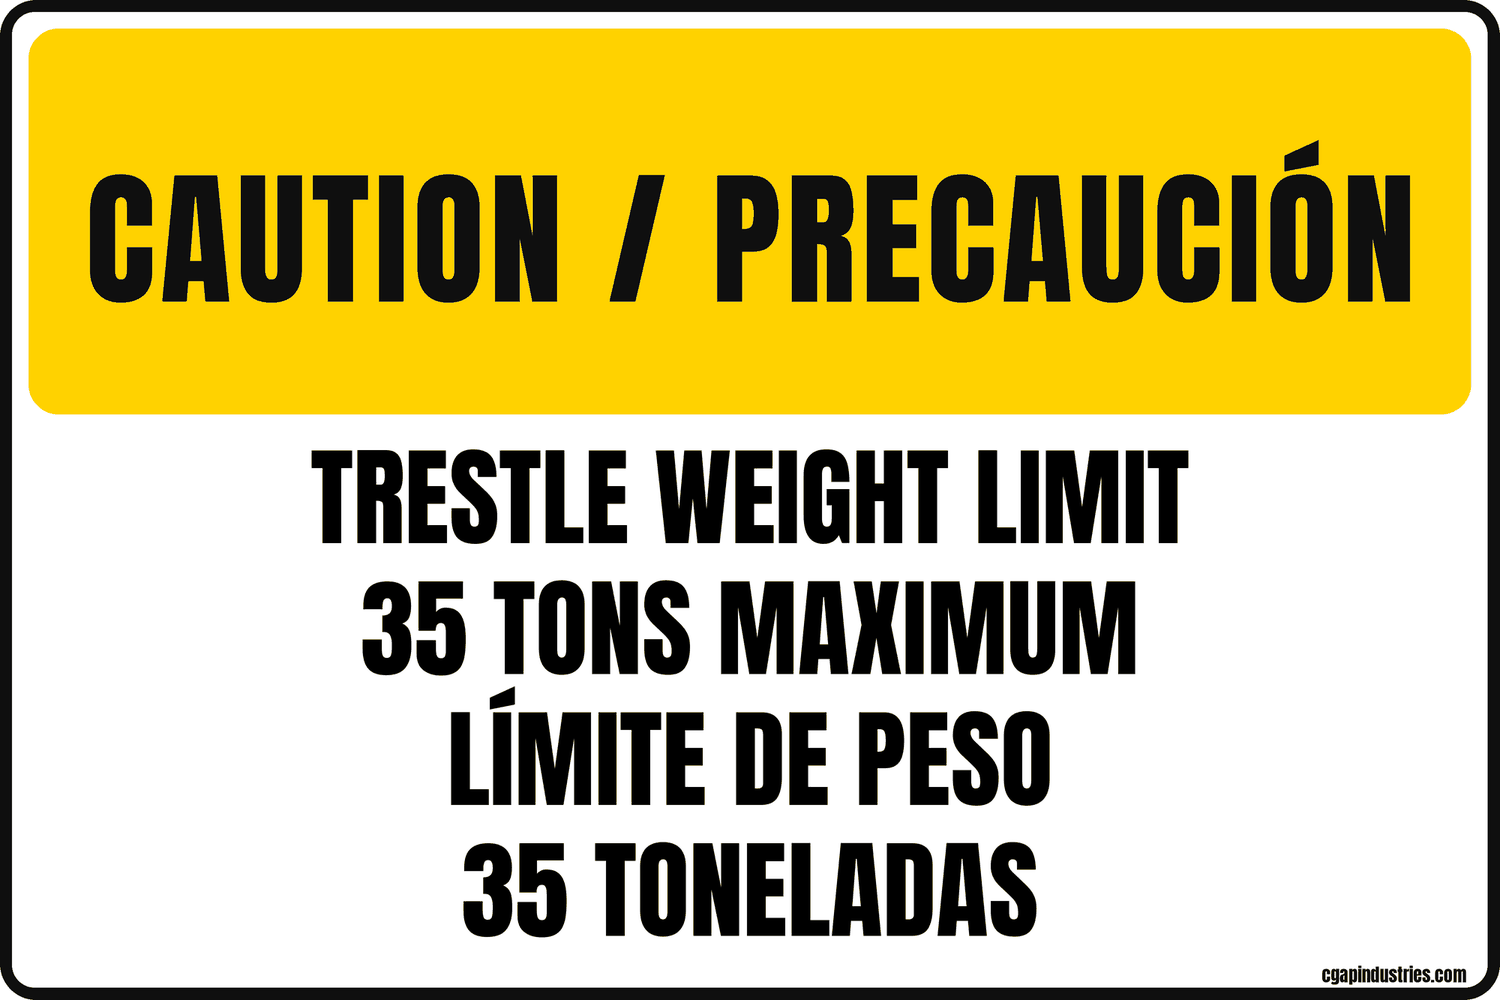 CAUTION / PRECAUCIÓN
TRESTLE WEIGHT LIMIT
35 TONS MAXIMUM
LÍMITE DE PESO
35 TONELADAS
cgapindustries.com